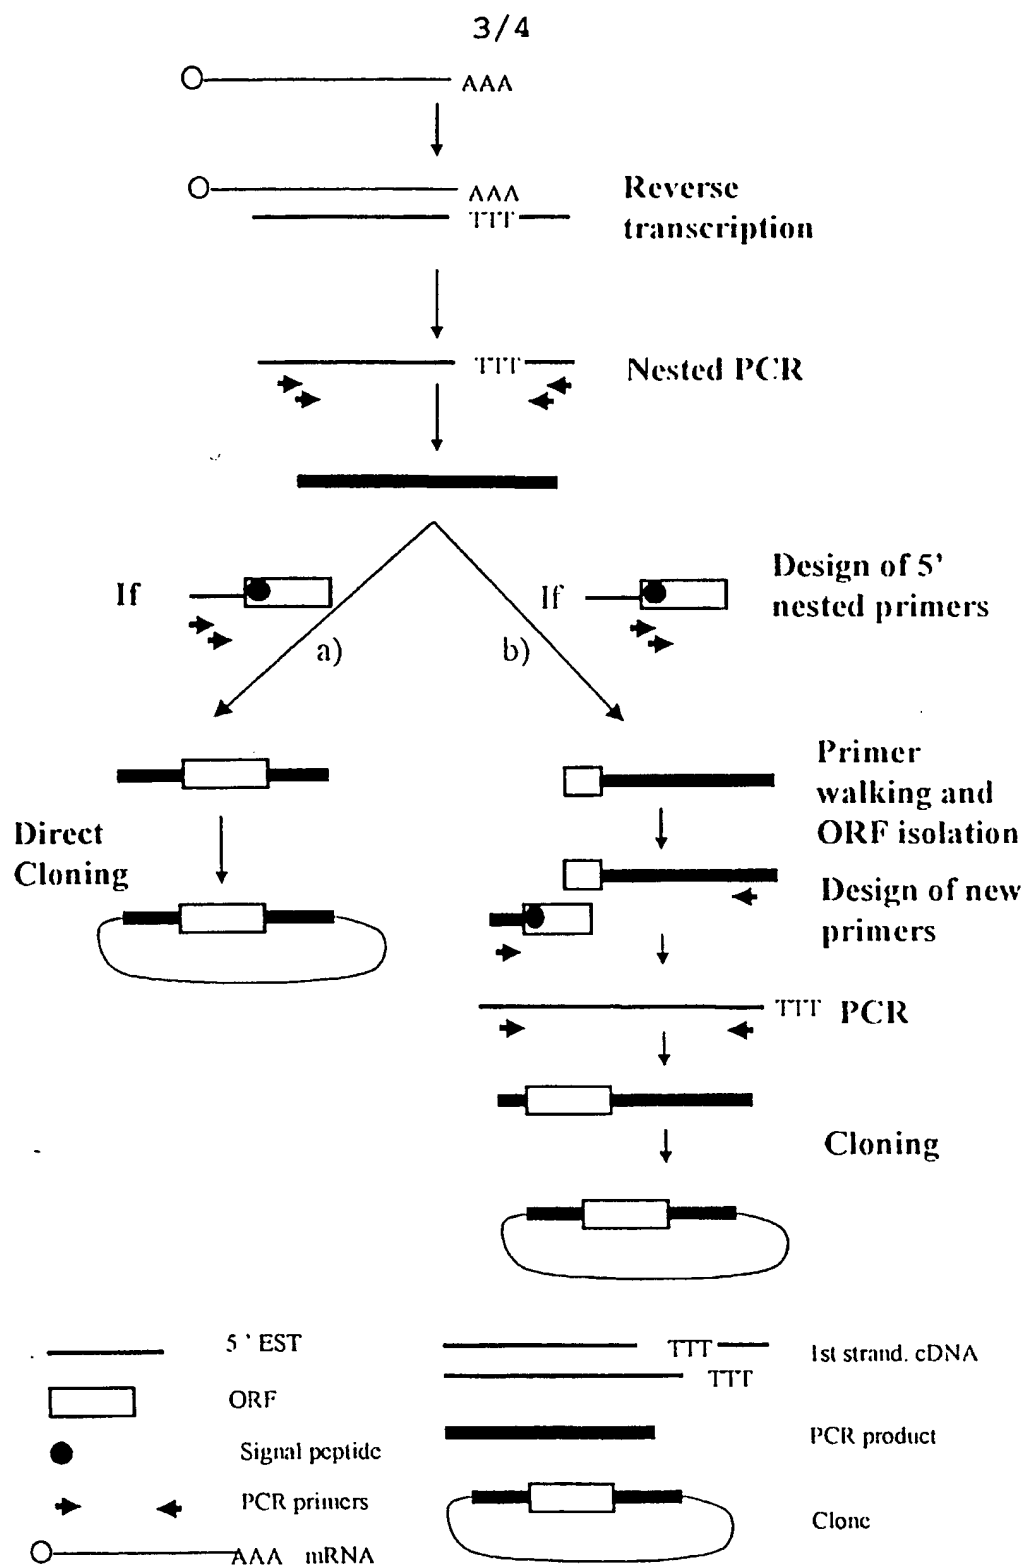 3/4
AAA
AAA
TTT
Reverse
transcription
TTT
Nested PCR
If
If
Design of 5'
nested primers
a)
b)
Primer
walking and
ORF isolation
Direct
Cloning
Design of new
primers
TTT PCR
Cloning
5 ' EST
ORF
Signal peptide
PCR primers
AAA mRNA
TTT
TTT
1st strand. cDNA
PCR product
Clone